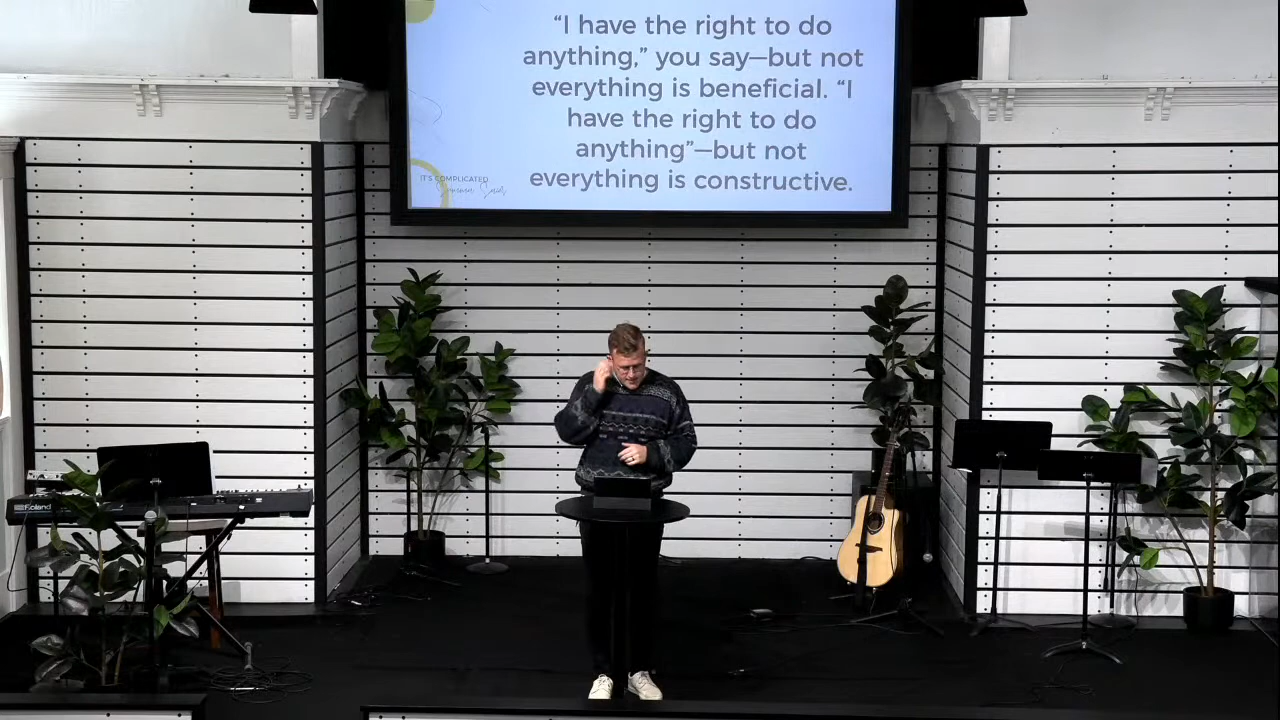 “I have the right to do
anything,” you say—but not
everything is beneficial. “I
have the right to do
anything”—but not
everything is constructive.
IT'S COMPLICATED
Roland